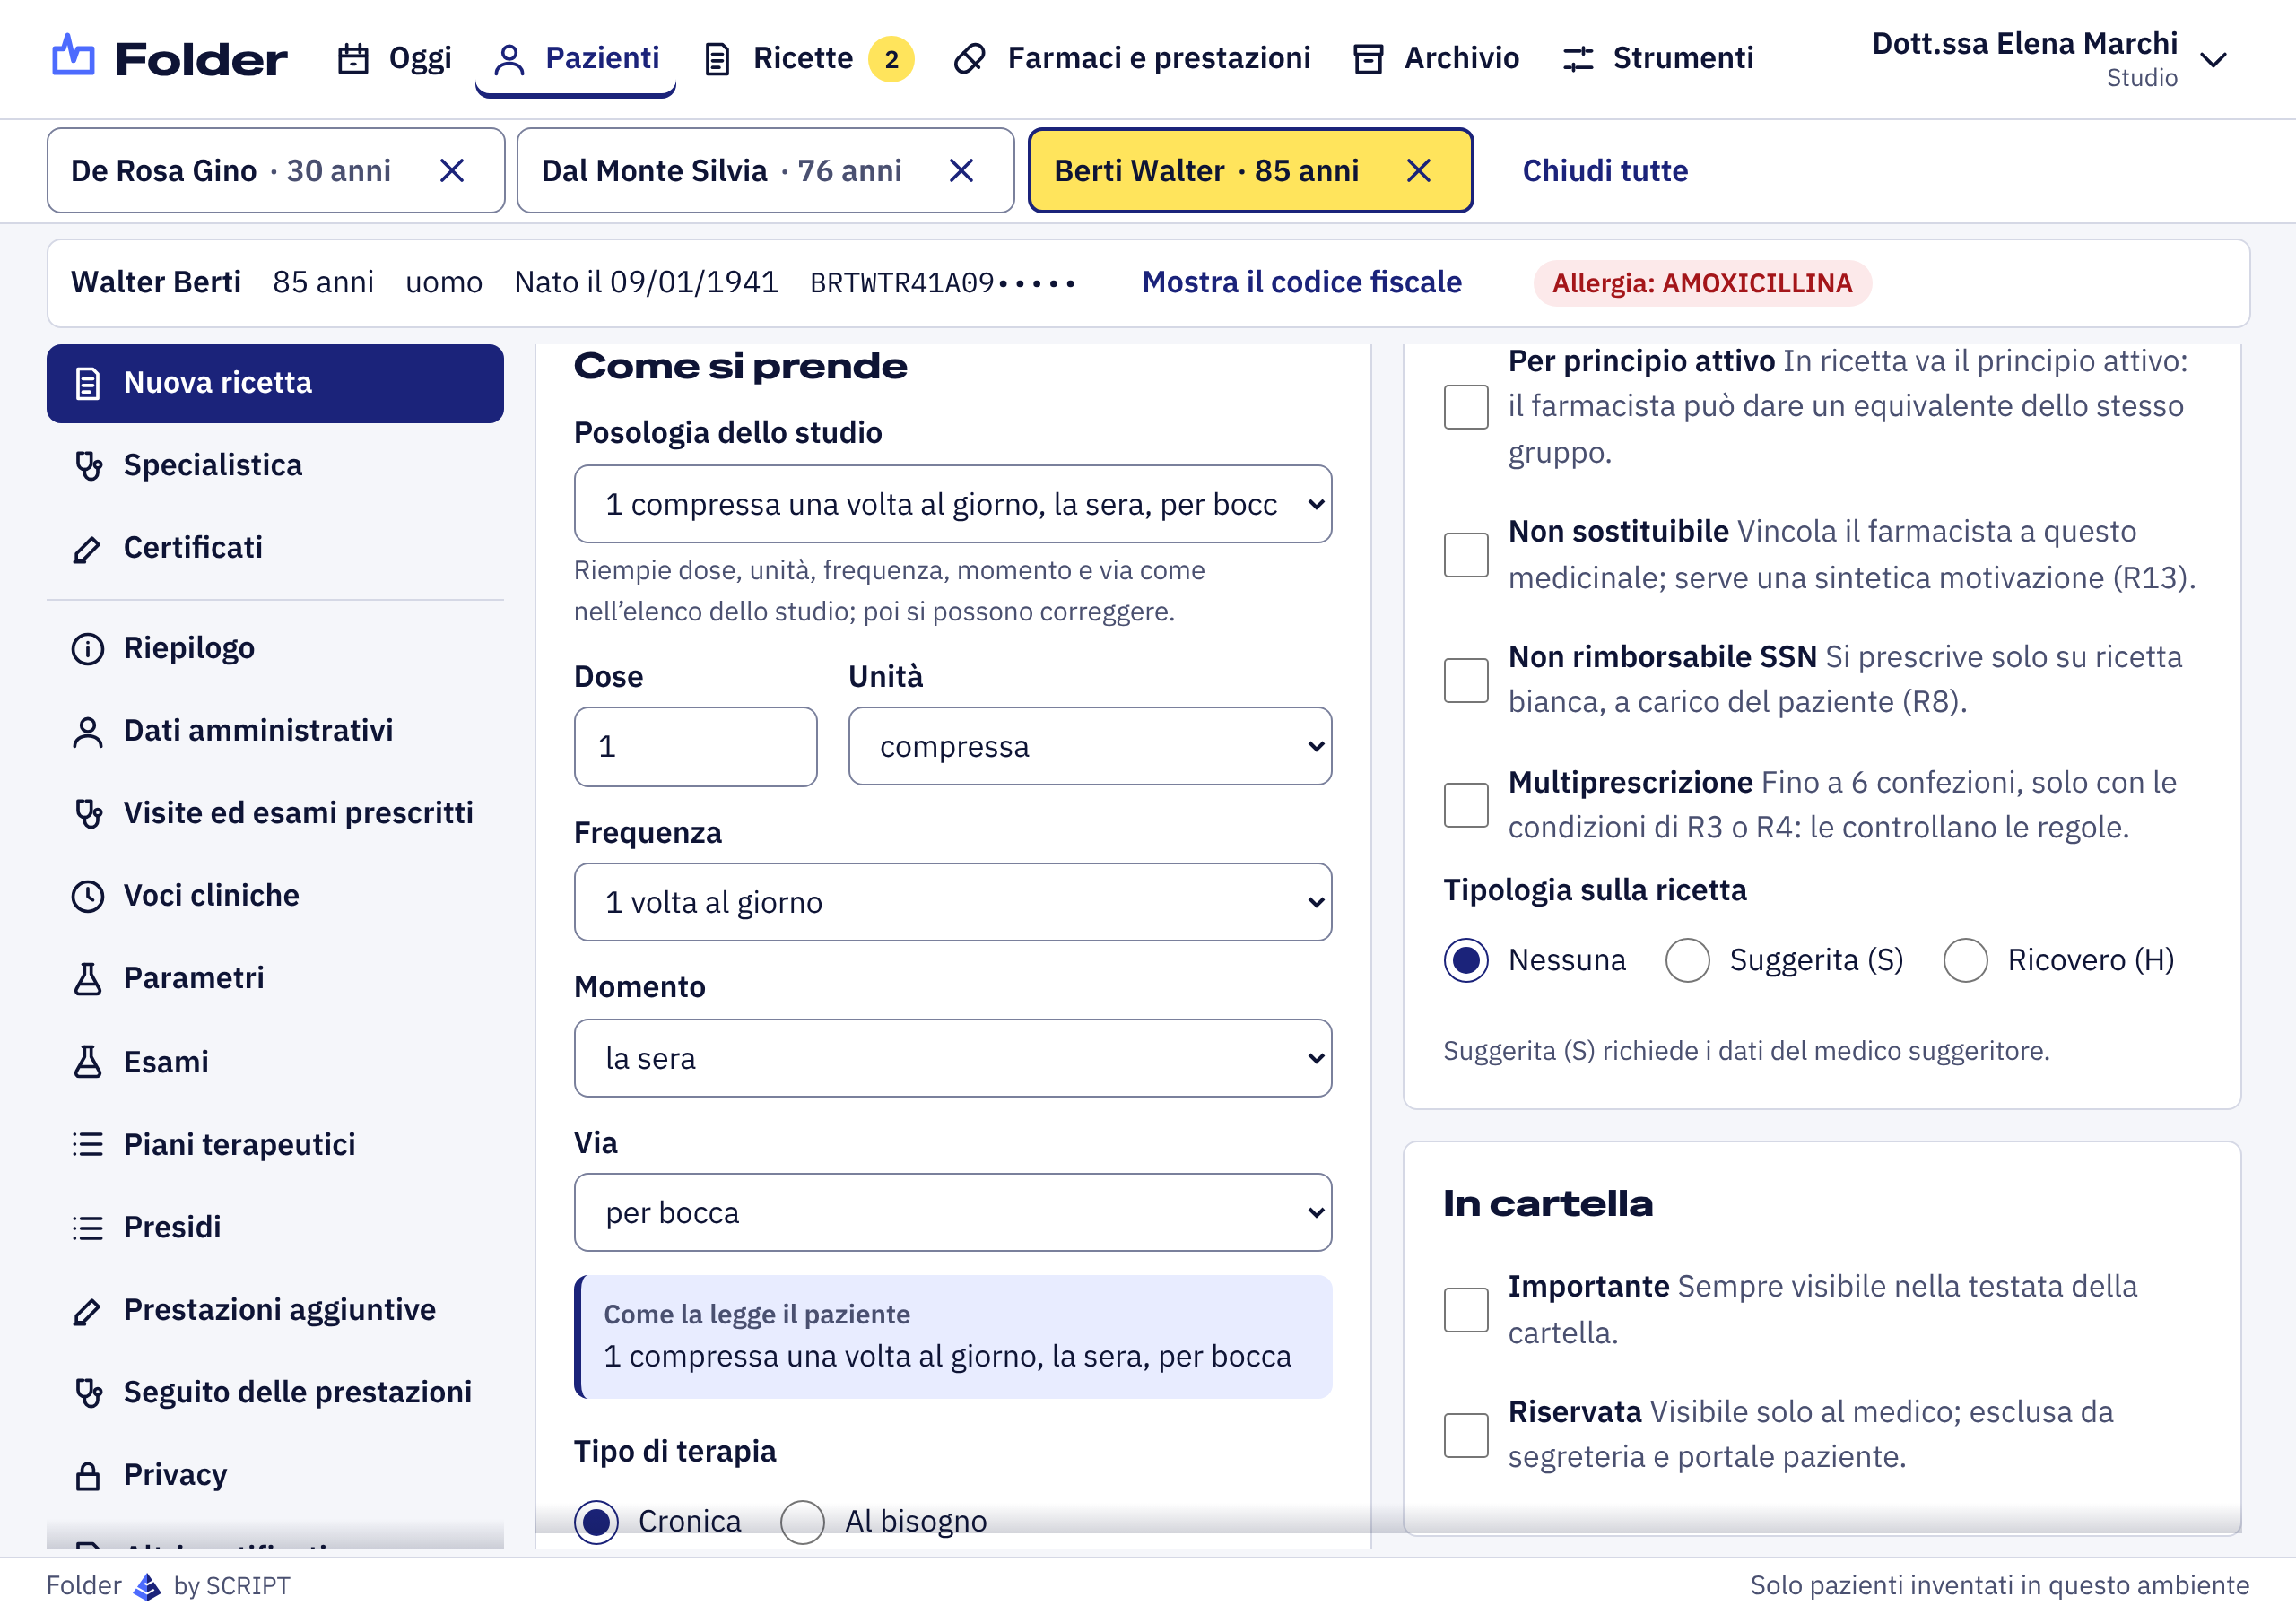 Folder
Oggi
Pazienti
Ricette 2
Farmaci e prestazioni
Archivio
Strumenti
Dott.ssa Elena Marchi
Studio
De Rosa Gino · 30 anni
Dal Monte Silvia · 76 anni
Berti Walter · 85 anni
Chiudi tutte
Walter Berti 85 anni uomo Nato il 09/01/1941 BRTWTR41A09••••• Mostra il codice fiscale Allergia: AMOXICILLINA
Nuova ricetta
Specialistica
Certificati
Riepilogo
Dati amministrativi
Visite ed esami prescritti
Voci cliniche
Parametri
Esami
Piani terapeutici
Presidi
Prestazioni aggiuntive
Seguito delle prestazioni
Privacy
Come si prende
Posologia dello studio
1 compressa una volta al giorno, la sera, per bocc
Riempie dose, unità, frequenza, momento e via come
nell’elenco dello studio; poi si possono correggere.
Dose Unità
1 compressa
Frequenza
1 volta al giorno
Momento
la sera
Via
per bocca
Come la legge il paziente
1 compressa una volta al giorno, la sera, per bocca
Tipo di terapia
Cronica Al bisogno
Per principio attivo In ricetta va il principio attivo:
il farmacista può dare un equivalente dello stesso
gruppo.
Non sostituibile Vincola il farmacista a questo
medicinale; serve una sintetica motivazione (R13).
Non rimborsabile SSN Si prescrive solo su ricetta
bianca, a carico del paziente (R8).
Multiprescrizione Fino a 6 confezioni, solo con le
condizioni di R3 o R4: le controllano le regole.
Tipologia sulla ricetta
Nessuna Suggerita (S) Ricovero (H)
Suggerita (S) richiede i dati del medico suggeritore.
In cartella
Importante Sempre visibile nella testata della
cartella.
Riservata Visibile solo al medico; esclusa da
segreteria e portale paziente.
Folder by SCRIPT
Solo pazienti inventati in questo ambiente